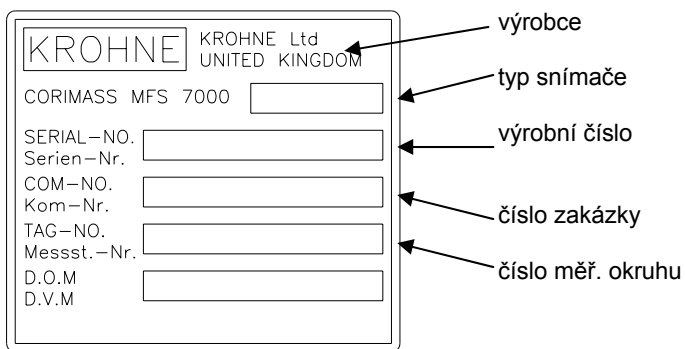 KROHNE
KROHNE Ltd
UNITED KINGDOM
výrobce
CORIMASS MFS 7000
typ snímače
SERIAL-NO.
Serien-Nr.
výrobní číslo
COM-NO.
Kom-Nr.
číslo zakázky
TAG-NO.
Messst.-Nr.
číslo měř. okruhu
D.O.M
D.V.M